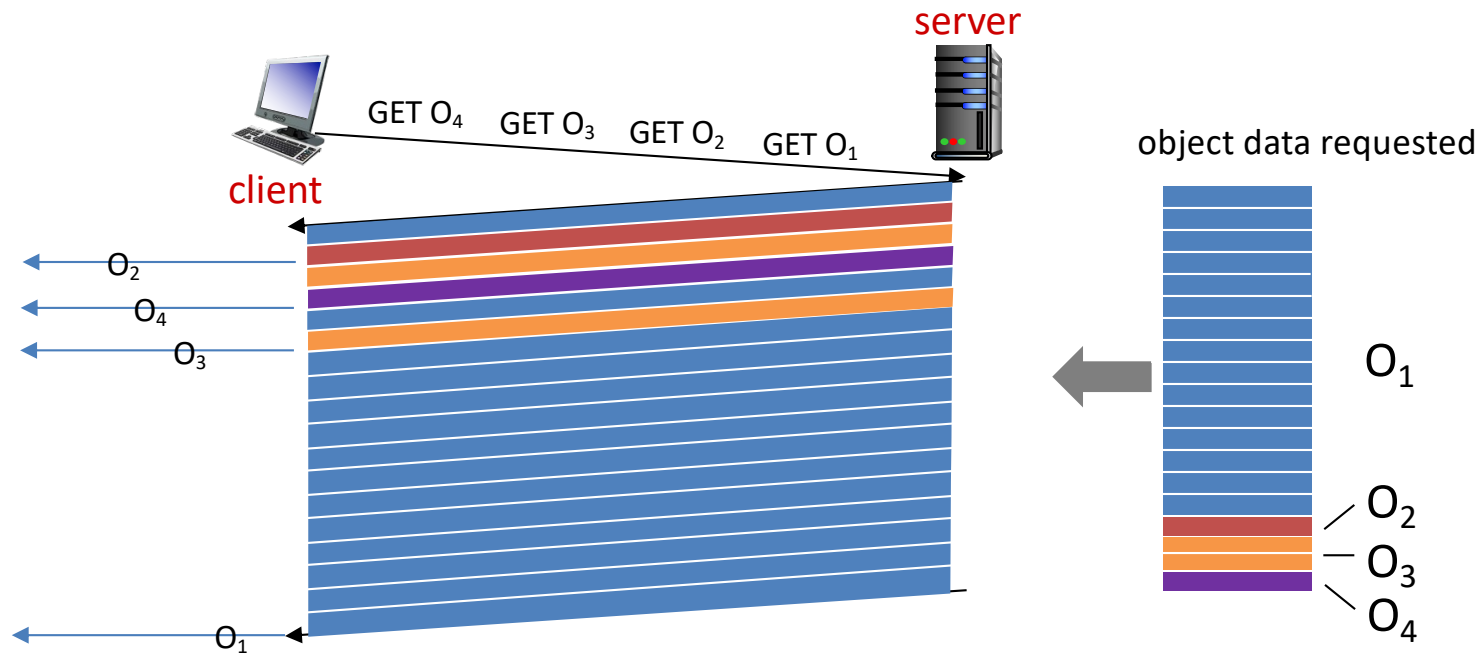 server
GET O₄ GET O₃ GET O₂ GET O₁
object data requested
client
O₂
O₄
O₃
O₁
O₂
O₃
O₄
O₁